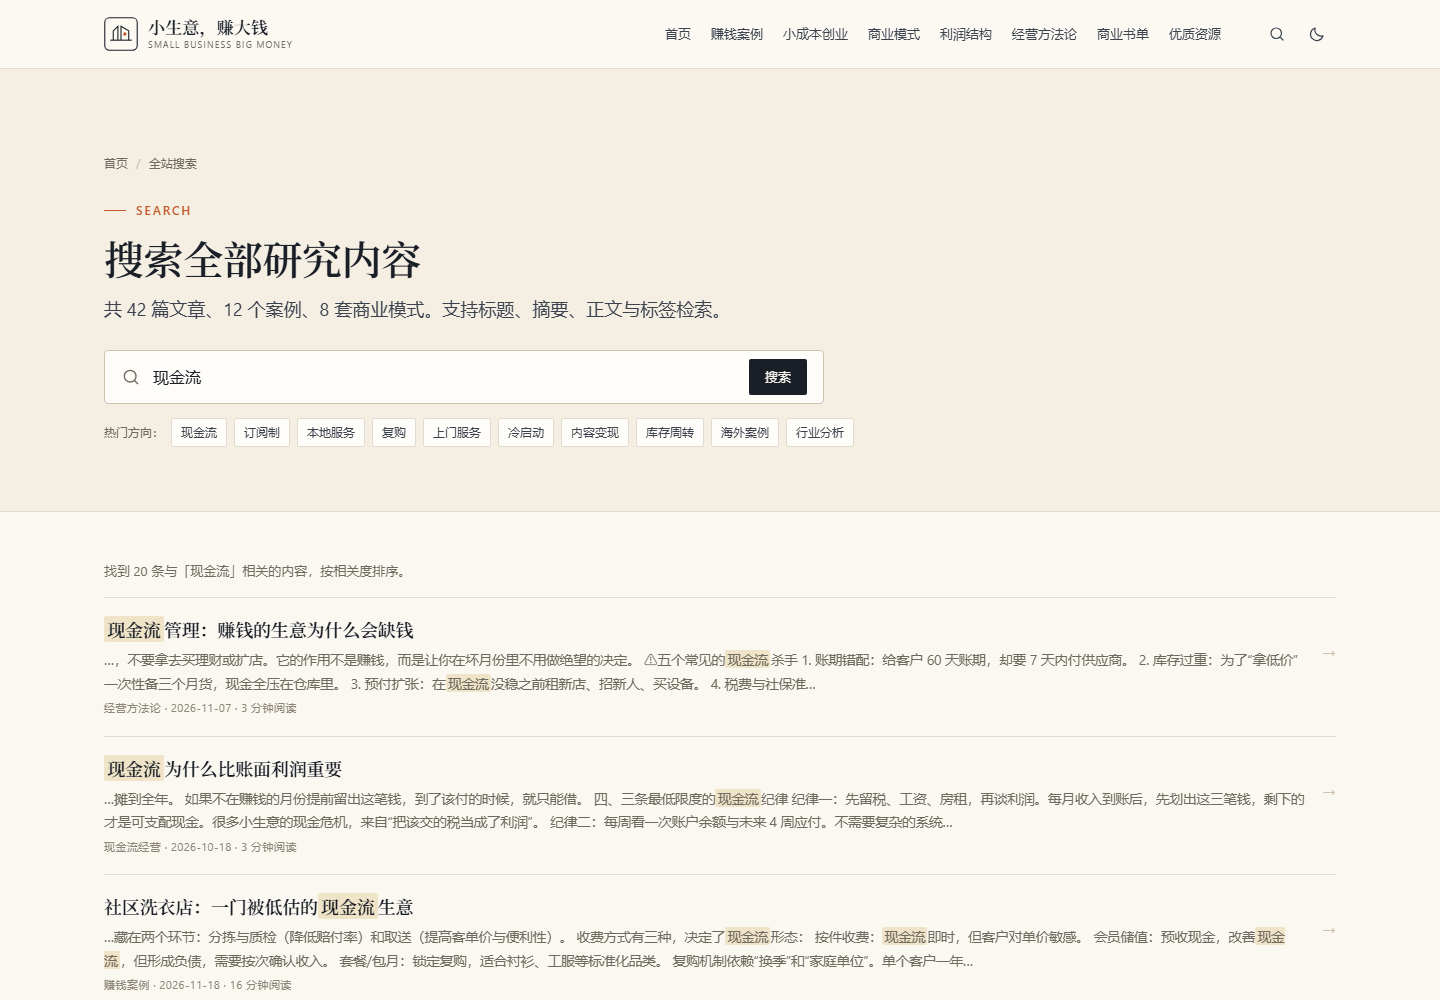 小生意，赚大钱
SMALL BUSINESS BIG MONEY
首页 赚钱案例 小成本创业 商业模式 利润结构 经营方法论 商业书单 优质资源
首页 / 全站搜索
SEARCH
搜索全部研究内容
共 42 篇文章、12 个案例、8 套商业模式。支持标题、摘要、正文与标签检索。
现金流 搜索
热门方向： 现金流 订阅制 本地服务 复购 上门服务 冷启动 内容变现 库存周转 海外案例 行业分析
找到 20 条与「现金流」相关的内容，按相关度排序。
现金流管理：赚钱的生意为什么会缺钱
…，不要拿去买理财或扩店。它的作用不是赚钱，而是让你在坏月份里不用做绝望的决定。 ⚠五个常见的现金流杀手 1. 账期错配：给客户 60 天账期，却要 7 天内付供应商。 2. 库存过重：为了“拿低价” →
一次性备三个月货，现金全压在仓库里。 3. 预付扩张：在现金流没稳之前租新店、招新人、买设备。 4. 税费与社保准…
经营方法论 · 2026-11-07 · 3 分钟阅读
现金流为什么比账面利润重要
…摊到全年。 如果不在赚钱的月份提前留出这笔钱，到了该付的时候，就只能借。 四、三条最低限度的现金流纪律 纪律一：先留税、工资、房租，再谈利润。每月收入到账后，先划出这三笔钱，剩下的 →
才是可支配现金。很多小生意的现金危机，来自“把该交的税当成了利润”。 纪律二：每周看一次账户余额与未来 4 周应付。不需要复杂的系统…
现金流经营 · 2026-10-18 · 3 分钟阅读
社区洗衣店：一门被低估的现金流生意
…藏在两个环节：分拣与质检（降低赔付率）和取送（提高客单价与便利性）。 收费方式有三种，决定了现金流形态： 按件收费：现金流即时，但客户对单价敏感。 会员储值：预收现金，改善现金 →
流，但形成负债，需要按次确认收入。 套餐/包月：锁定复购，适合衬衫、工服等标准化品类。 复购机制依赖“换季”和“家庭单位”。单个客户一年…
赚钱案例 · 2026-11-18 · 16 分钟阅读